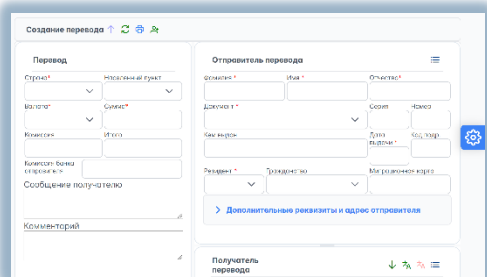 Создание перевода
Перевод
Страна*
Населенный пункт
Валюта*
Сумма*
Комиссия
Итого
Комиссия банка отправителя
Сообщение получателю
Комментарий
Отправитель перевода
Фамилия *
Имя *
Отчество*
Документ *
Серия
Номер
Кем выдан
Дата выдачи *
Код подр.
Резидент *
Гражданство
Миграционная карта
Дополнительные реквизиты и адрес отправителя
Получатель перевода